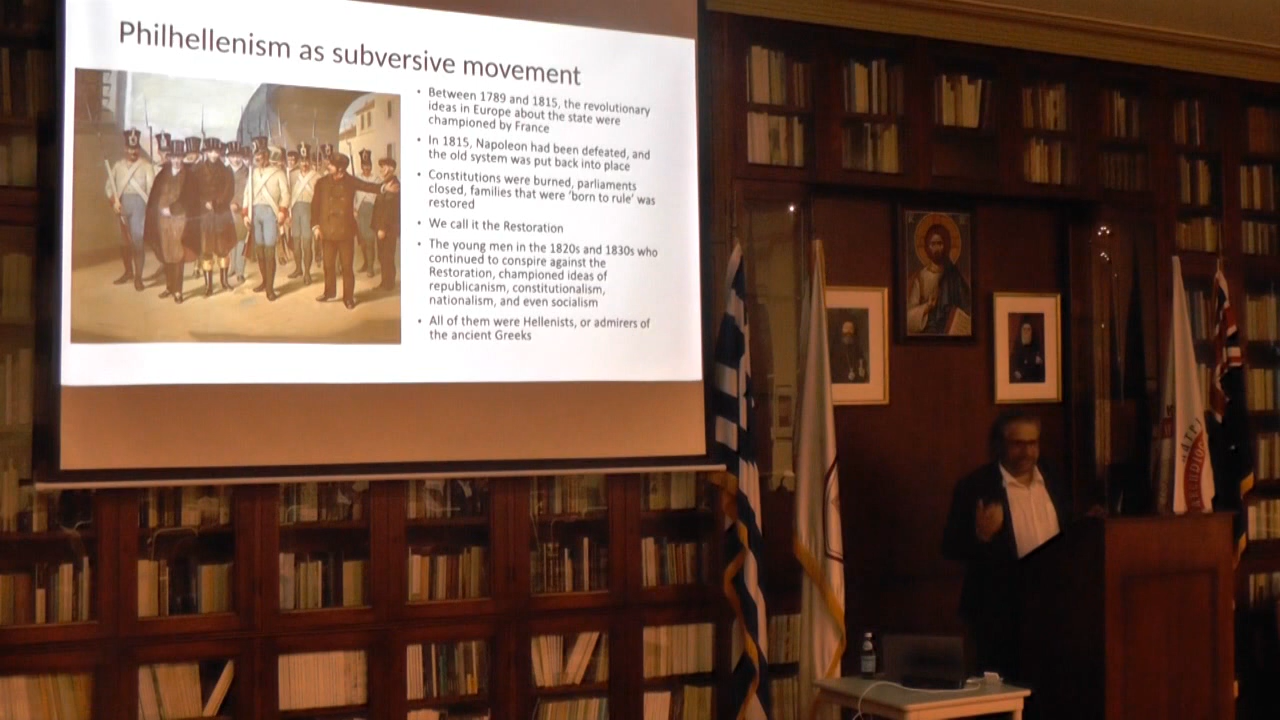 Philhellenism as subversive movement
• Between 1789 and 1815, the revolutionary
ideas in Europe about the state were
championed by France
• In 1815, Napoleon had been defeated, and
the old system was put back into place
• Constitutions were burned, parliaments
closed, families that were ‘born to rule’ was
restored
• We call it the Restoration
• The young men in the 1820s and 1830s who
continued to conspire against the
Restoration, championed ideas of
republicanism, constitutionalism,
nationalism, and even socialism
• All of them were Hellenists, or admirers of
the ancient Greeks